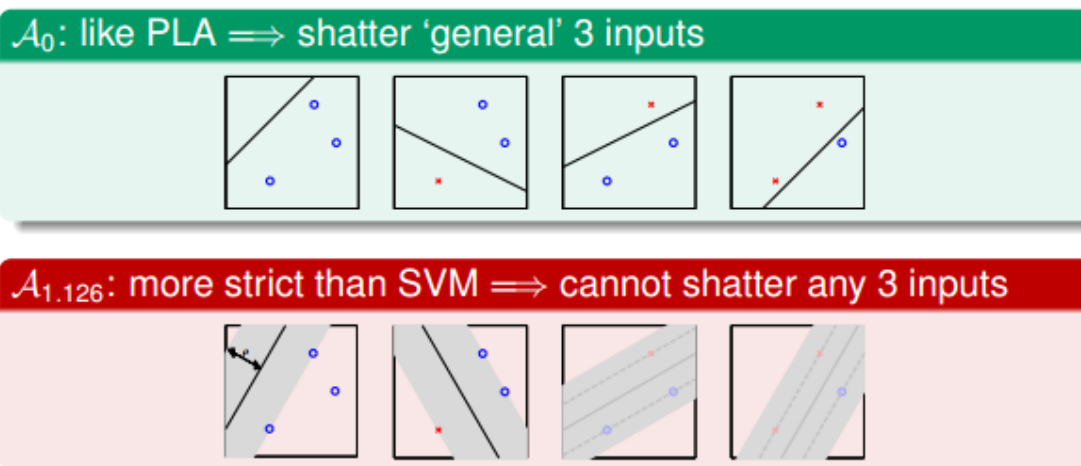 𝒜₀: like PLA ⟹ shatter ‘general’ 3 inputs
𝒜₁.₁₂₆: more strict than SVM ⟹ cannot shatter any 3 inputs